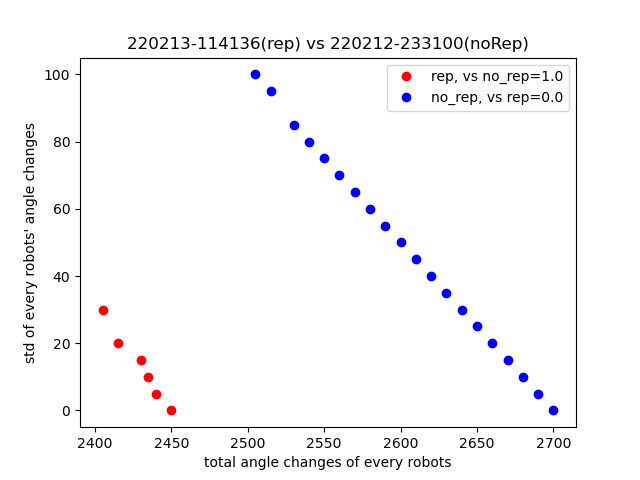 220213-114136(rep) vs 220212-233100(noRep)
rep, vs no_rep=1.0
no_rep, vs rep=0.0
std of every robots' angle changes
100
80
60
40
20
0
2400 2450 2500 2550 2600 2650 2700
total angle changes of every robots